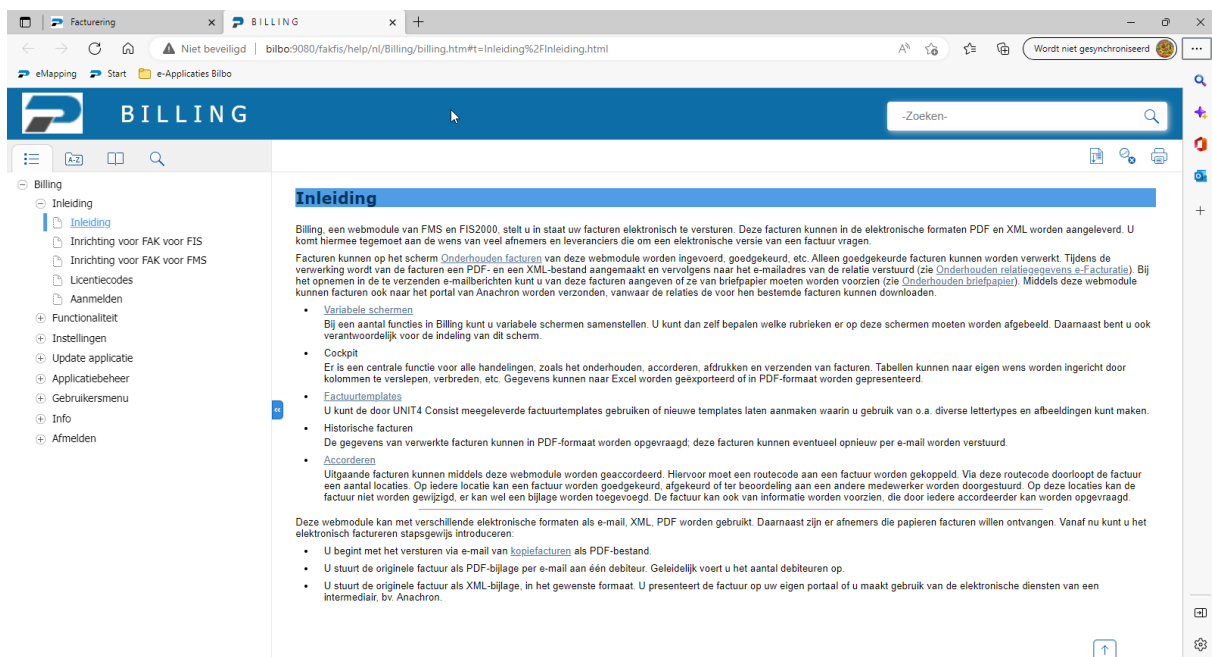 Facturering
BILLING
Niet beveiligd
bilbo:9080/fakfis/help/nl/Billing/billing.htm#t=Inleiding%2FInleiding.html
Wordt niet gesynchroniseerd
eMapping
Start
e-Applicaties Bilbo
BILLING
-Zoeken-
A-Z
Billing
Inleiding
Inleiding
Inrichting voor FAK voor FIS
Inrichting voor FAK voor FMS
Licentiecodes
Aanmelden
Functionaliteit
Instellingen
Update applicatie
Applicatiebeheer
Gebruikersmenu
Info
Afmelden
Inleiding
Billing, een webmodule van FMS en FIS2000, stelt u in staat uw facturen elektronisch te versturen. Deze facturen kunnen in de elektronische formaten PDF en XML worden aangeleverd. U
komt hiermee tegemoet aan de wens van veel afnemers en leveranciers die om een elektronische versie van een factuur vragen.
Facturen kunnen op het scherm Onderhouden facturen van deze webmodule worden ingevoerd, goedgekeurd, etc. Alleen goedgekeurde facturen kunnen worden verwerkt. Tijdens de
verwerking wordt van de facturen een PDF- en een XML-bestand aangemaakt en vervolgens naar het e-mailadres van de relatie verstuurd (zie Onderhouden relatiegegevens e-Facturatie). Bij
het opnemen in de te verzenden e-mailberichten kunt u van deze facturen aangeven of ze van briefpapier moeten worden voorzien (zie Onderhouden briefpapier). Middels deze webmodule
kunnen facturen ook naar het portal van Anachron worden verzonden, vanwaar de relaties de voor hen bestemde facturen kunnen downloaden.
• Variabele schermen
Bij een aantal functies in Billing kunt u variabele schermen samenstellen. U kunt dan zelf bepalen welke rubrieken er op deze schermen moeten worden afgebeeld. Daarnaast bent u ook
verantwoordelijk voor de indeling van dit scherm.
• Cockpit
Er is een centrale functie voor alle handelingen, zoals het onderhouden, accorderen, afdrukken en verzenden van facturen. Tabellen kunnen naar eigen wens worden ingericht door
kolommen te verslepen, verbreden, etc. Gegevens kunnen naar Excel worden geëxporteerd of in PDF-formaat worden gepresenteerd.
• Factuurtemplates
U kunt de door UNIT4 Consist meegeleverde factuurtemplates gebruiken of nieuwe templates laten aanmaken waarin u gebruik van o.a. diverse lettertypes en afbeeldingen kunt maken.
• Historische facturen
De gegevens van verwerkte facturen kunnen in PDF-formaat worden opgevraagd; deze facturen kunnen eventueel opnieuw per e-mail worden verstuurd.
• Accorderen
Uitgaande facturen kunnen middels deze webmodule worden geaccordeerd. Hiervoor moet een routecode aan een factuur worden gekoppeld. Via deze routecode doorloopt de factuur
een aantal locaties. Op iedere locatie kan een factuur worden goedgekeurd, afgekeurd of ter beoordeling aan een andere medewerker worden doorgestuurd. Op deze locaties kan de
factuur niet worden gewijzigd, er kan wel een bijlage worden toegevoegd. De factuur kan ook van informatie worden voorzien, die door iedere accordeerder kan worden opgevraagd.
Deze webmodule kan met verschillende elektronische formaten als e-mail, XML, PDF worden gebruikt. Daarnaast zijn er afnemers die papieren facturen willen ontvangen. Vanaf nu kunt u het
elektronisch factureren stapsgewijs introduceren:
• U begint met het versturen via e-mail van kopiefacturen als PDF-bestand.
• U stuurt de originele factuur als PDF-bijlage per e-mail aan één debiteur. Geleidelijk voert u het aantal debiteuren op.
• U stuurt de originele factuur als XML-bijlage, in het gewenste formaat. U presenteert de factuur op uw eigen portaal of u maakt gebruik van de elektronische diensten van een
intermediair, bv. Anachron.